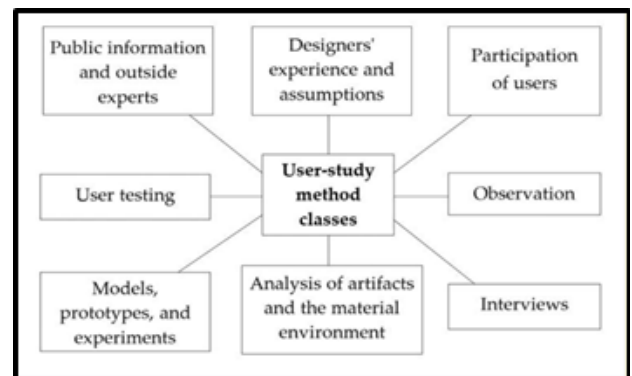 Public information
and outside
experts
Designers'
experience and
assumptions
Participation
of users
User testing
User-study
method
classes
Observation
Models,
prototypes, and
experiments
Analysis of artifacts
and the material
environment
Interviews